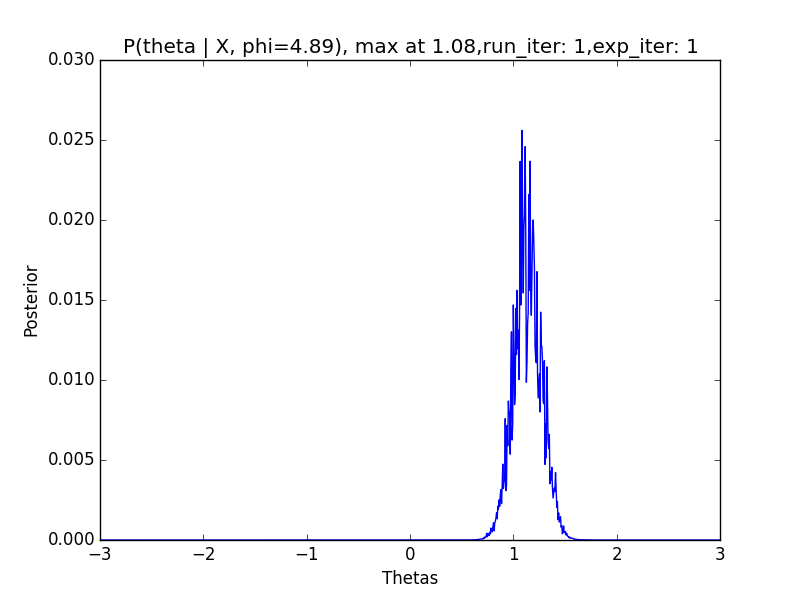 P(theta | X, phi=4.89), max at 1.08,run_iter: 1,exp_iter: 1
0.030
0.025
0.020
0.015
0.010
0.005
0.000
Posterior
−3 −2 −1 0 1 2 3
Thetas